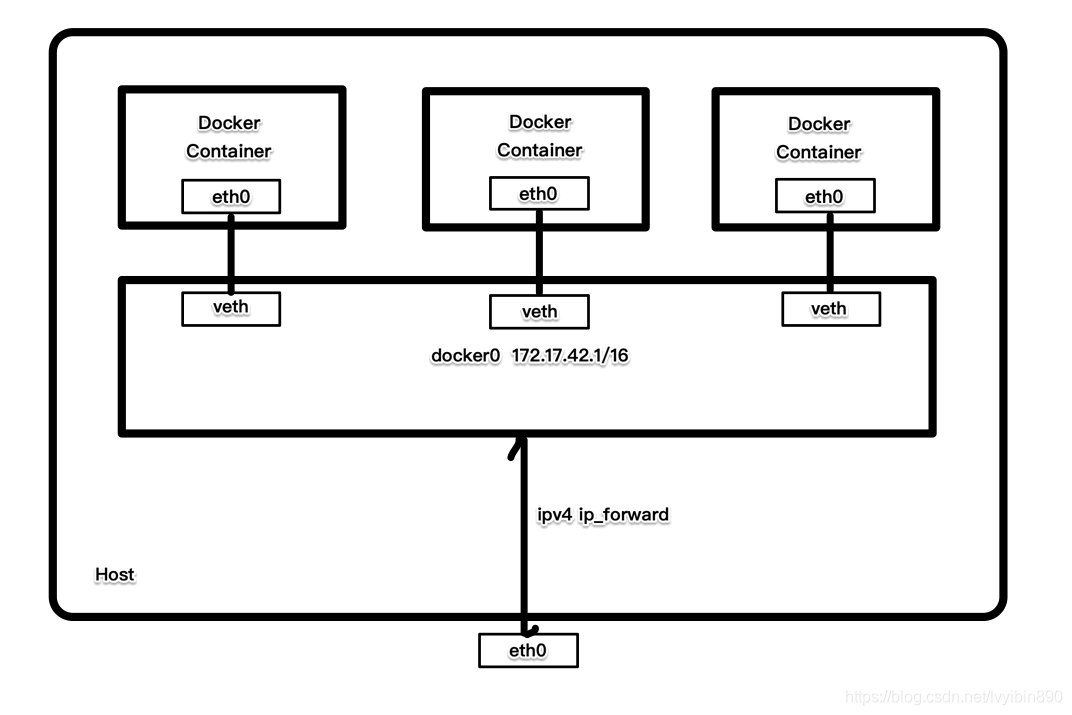 Docker
Container
Docker
Container
Docker
Container
eth0
eth0
eth0
veth
veth
veth
docker0 172.17.42.1/16
ipv4 ip_forward
Host
eth0
https://blog.csdn.net/lvyibin890